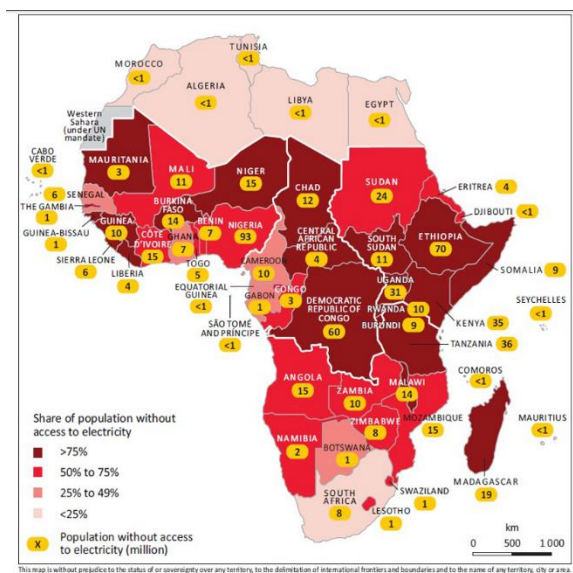 TUNISIA
<1
MOROCCO
<1
ALGERIA
<1
LIBYA
<1
EGYPT
<1
Western
Sahara
(under UN
mandate)
CABO
VERDE
<1
MAURITANIA
3
MALI
11
NIGER
15
CHAD
12
SUDAN
24
ERITREA 4
DJIBOUTI <1
6 SENEGAL
THE GAMBIA
1
GUINEA-BISSAU
1
GUINEA
10
SIERRA LEONE
6
LIBERIA
4
BURKINA
FASO
14
CÔTE
D'IVOIRE
15
GHANA
7
TOGO
5
BENIN
7
NIGERIA
93
CAMEROON
10
CENTRAL
AFRICAN
REPUBLIC
4
SOUTH
SUDAN
11
ETHIOPIA
70
SOMALIA 9
EQUATORIAL
GUINEA
<1
GABON
1
CONGO
3
SÃO TOMÉ
AND PRÍNCIPE
<1
DEMOCRATIC
REPUBLIC OF
CONGO
60
UGANDA
31
RWANDA 10
BURUNDI 9
KENYA 35
TANZANIA 36
SEYCHELLES
<1
COMOROS
<1
ANGOLA
15
ZAMBIA
10
MALAWI
14
MOZAMBIQUE
15
ZIMBABWE
8
NAMIBIA
2
BOTSWANA
1
MAURITIUS
<1
MADAGASCAR
19
SOUTH
AFRICA
8
SWAZILAND
1
LESOTHO
1
Share of population without
access to electricity
>75%
50% to 75%
25% to 49%
<25%
X Population without access
to electricity (million)
km
0 500 1 000
This map is without prejudice to the status of or sovereignty over any territory, to the delimitation of international frontiers and boundaries and to the name of any territory, city or area.